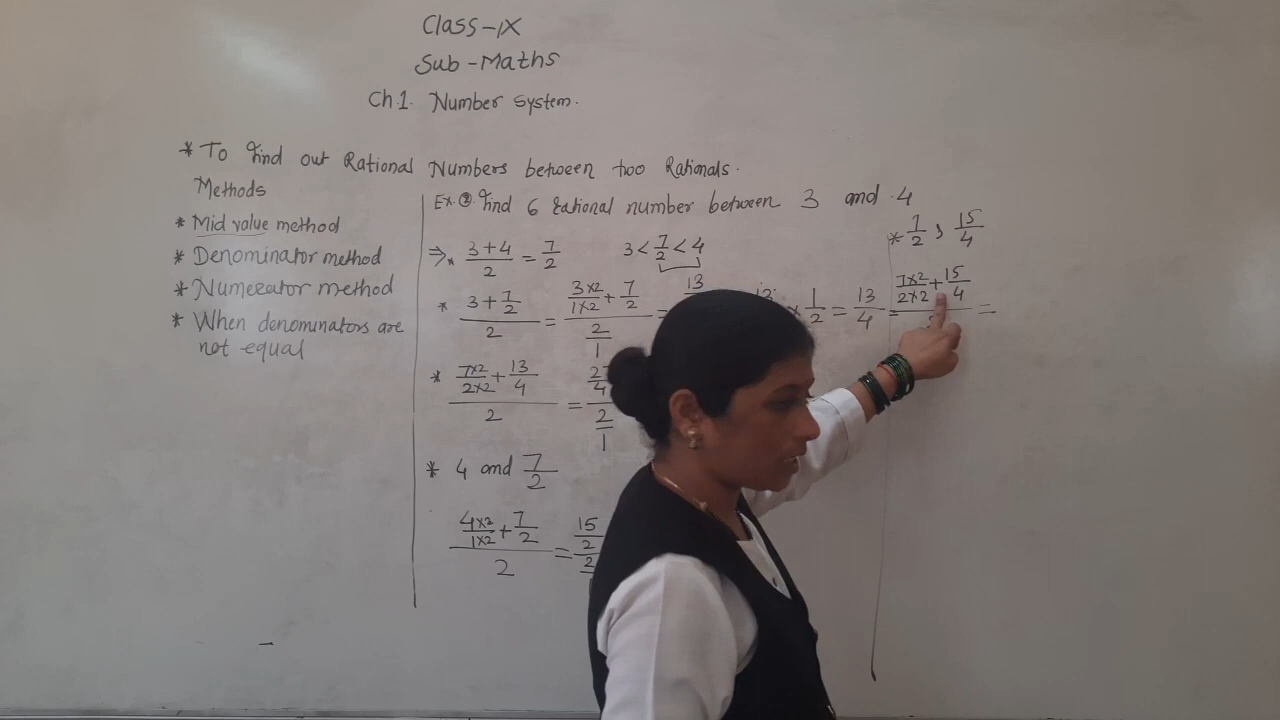 Class-IX
Sub-Maths
Ch.1. Number System.
* To find out Rational Numbers between two Rationals.
Methods
* Mid value method
* Denominator method
* Numerator method
* When denominators are
not equal
Ex. ② Find 6 rational number between 3 and 4
⇒* (3+4)/2 = 7/2 3 < 7/2 < 4
* (3+7/2)/2 = ((3×2)/(1×2) + 7/2)/(2/1) = 13 × 1/2 = 13/4
* ((7×2)/(2×2) + 13/4)/2 = 2/1
* 4 and 7/2
((4×2)/(1×2) + 7/2)/2 = 15/2
* 7/2 , 15/4
((7×2)/(2×2) + 15/4) = =